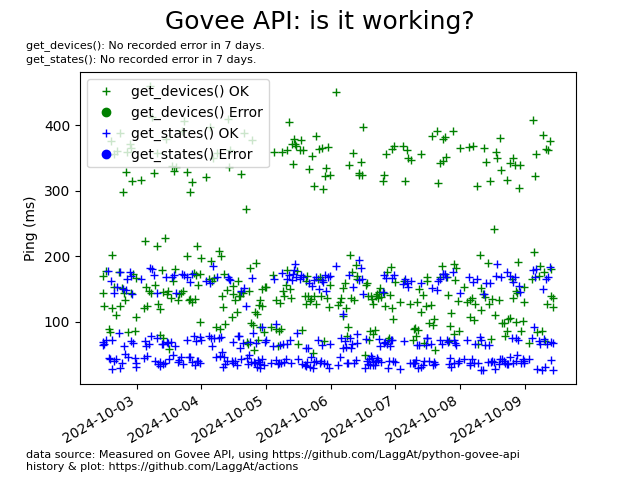 Govee API: is it working?
get_devices(): No recorded error in 7 days.
get_states(): No recorded error in 7 days.
get_devices() OK
get_devices() Error
get_states() OK
get_states() Error
400
300
200
100
Ping (ms)
2024-10-03
2024-10-04
2024-10-05
2024-10-06
2024-10-07
2024-10-08
2024-10-09
data source: Measured on Govee API, using https://github.com/LaggAt/python-govee-api
history & plot: https://github.com/LaggAt/actions